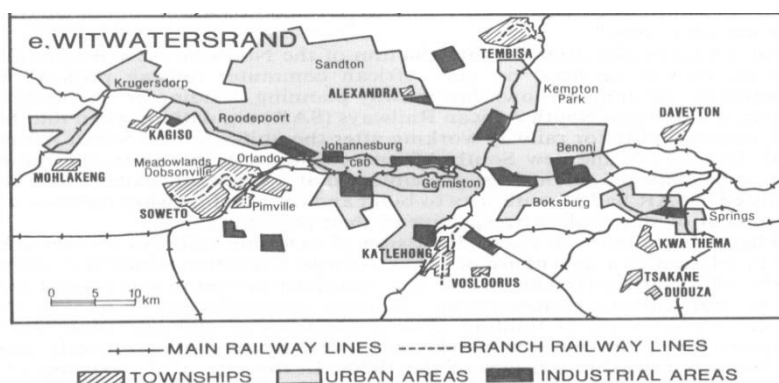 e.WITWATERSRAND
Sandton
TEMBISA
ALEXANDRA
Kempton
Park
Krugersdorp
Roodepoort
KAGISO
DAVEYTON
Johannesburg
Orlando
CBD
Benoni
Meadowlands
Dobsonville
MOHLAKENG
Germiston
SOWETO
Pimville
Boksburg
Springs
KATLEHONG
KWA THEMA
VOSLOORUS
TSAKANE
DUDUZA
0 5 10
km
MAIN RAILWAY LINES
BRANCH RAILWAY LINES
TOWNSHIPS
URBAN AREAS
INDUSTRIAL AREAS